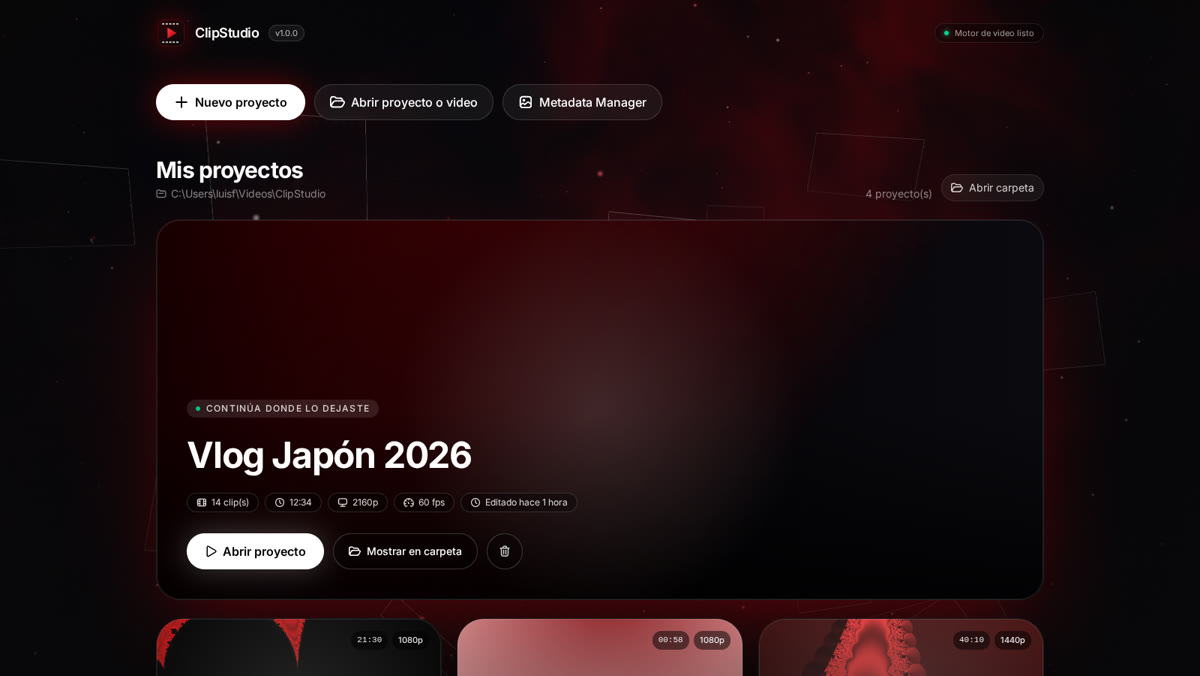 ClipStudio v1.0.0
Motor de video listo
Nuevo proyecto
Abrir proyecto o video
Metadata Manager
Mis proyectos
C:\Users\luisf\Videos\ClipStudio
4 proyecto(s)
Abrir carpeta
CONTINÚA DONDE LO DEJASTE
Vlog Japón 2026
14 clip(s)
12:34
2160p
60 fps
Editado hace 1 hora
Abrir proyecto
Mostrar en carpeta
21:30 1080p
00:58 1080p
40:10 1440p